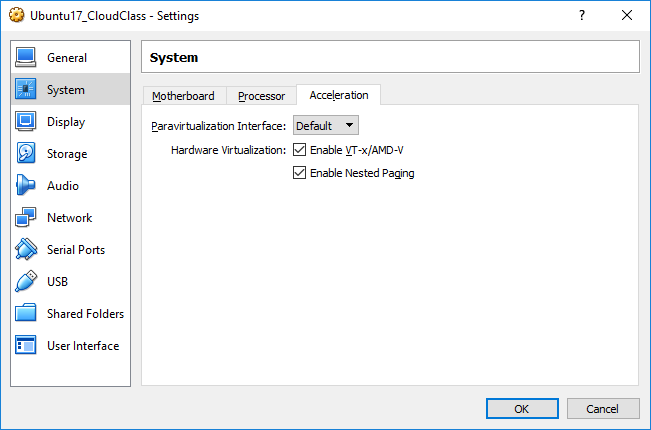 Ubuntu17_CloudClass - Settings
?
General
System
Display
Storage
Audio
Network
Serial Ports
USB
Shared Folders
User Interface
System
Motherboard Processor Acceleration
Paravirtualization Interface: Default
Hardware Virtualization: Enable VT-x/AMD-V
Enable Nested Paging
OK Cancel